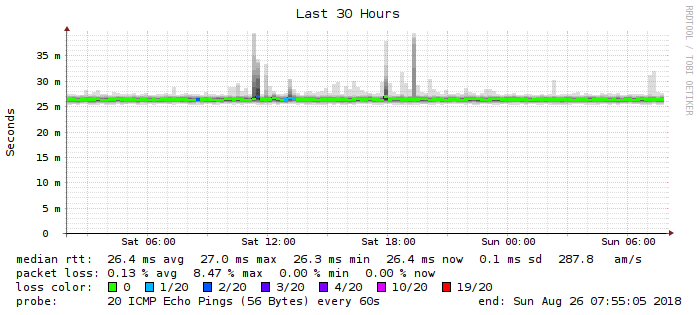 Last 30 Hours
RRDTOOL / TOBI OETIKER
Seconds
35 m
30 m
25 m
20 m
15 m
10 m
5 m
0
Sat 06:00 Sat 12:00 Sat 18:00 Sun 00:00 Sun 06:00
median rtt: 26.4 ms avg 27.0 ms max 26.3 ms min 26.4 ms now 0.1 ms sd 287.8 am/s
packet loss: 0.13 % avg 8.47 % max 0.00 % min 0.00 % now
loss color: 0 1/20 2/20 3/20 4/20 10/20 19/20
probe: 20 ICMP Echo Pings (56 Bytes) every 60s end: Sun Aug 26 07:55:05 2018